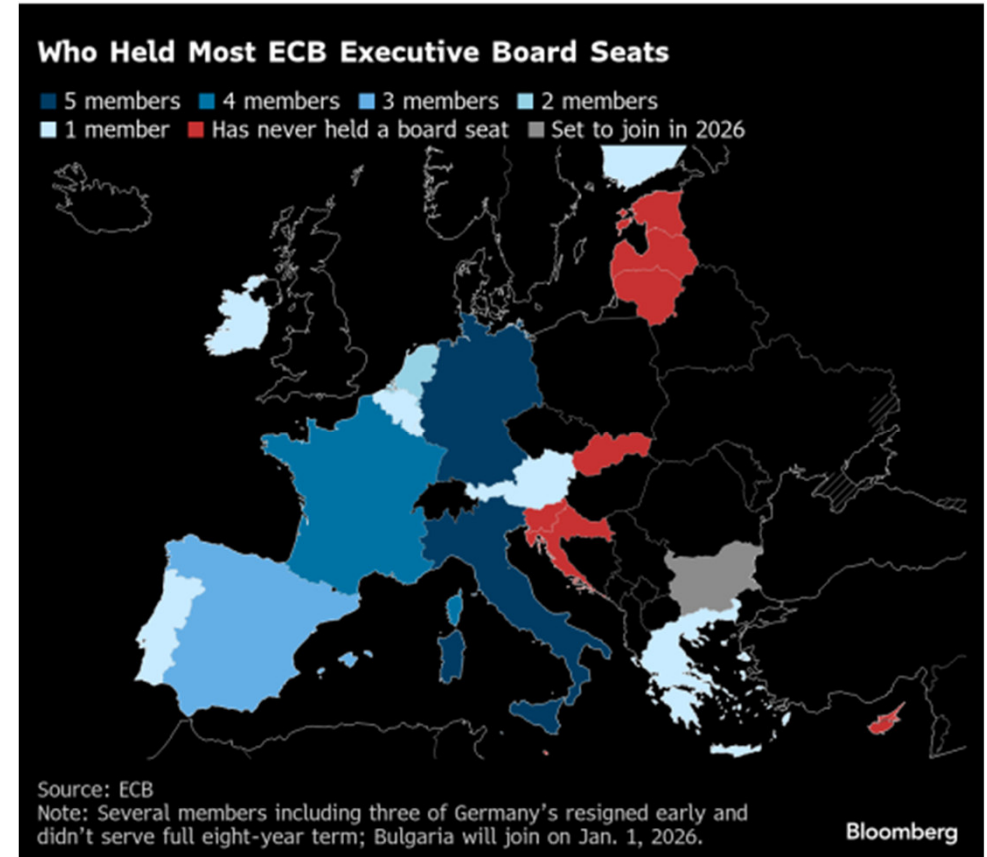 Who Held Most ECB Executive Board Seats
5 members 4 members 3 members 2 members
1 member Has never held a board seat Set to join in 2026
Source: ECB
Note: Several members including three of Germany's resigned early and
didn't serve full eight-year term; Bulgaria will join on Jan. 1, 2026.
Bloomberg